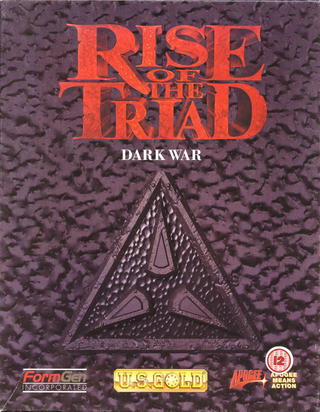 RISE
OF
THE
TRIAD
DARK WAR
FormGen
INCORPORATED
U.S. GOLD
APOGEE
12
APOGEE
MEANS
ACTION